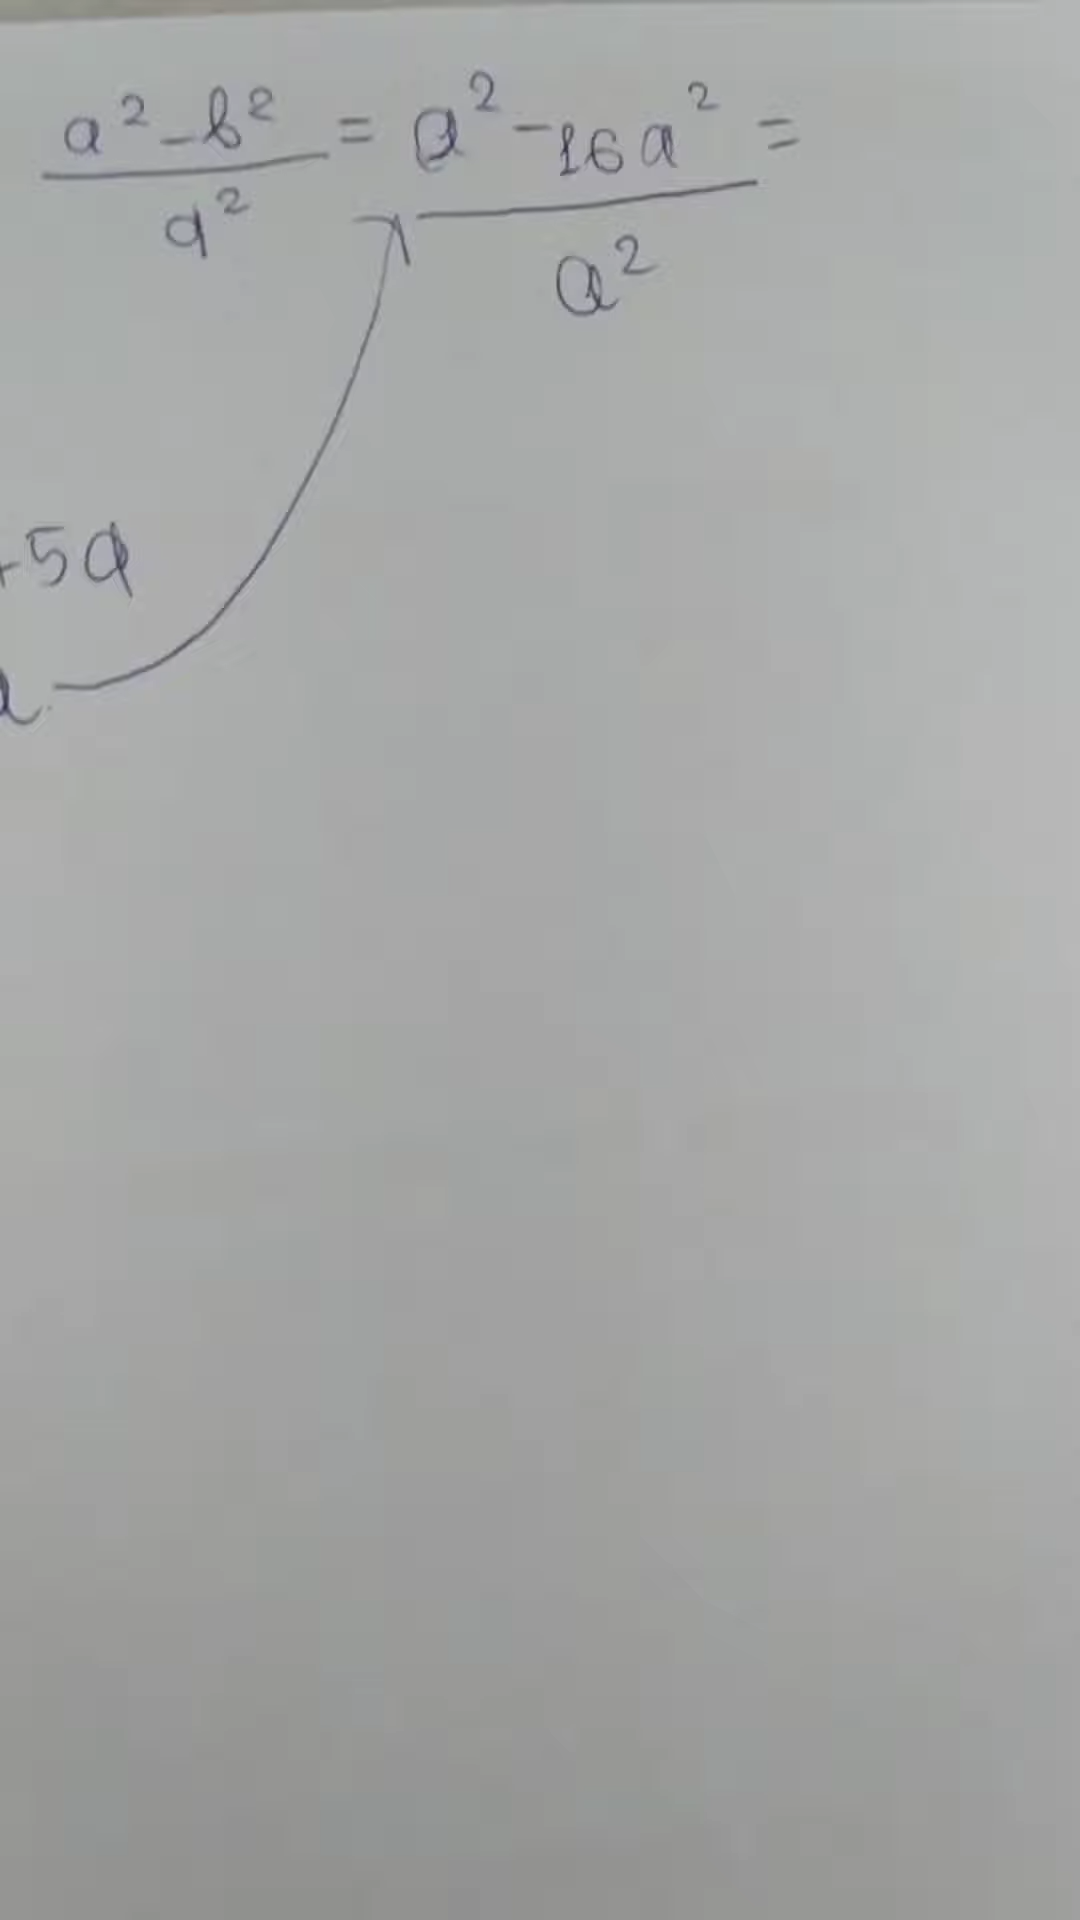 a² - b² = a² - 16a² =
a² a²
+5a